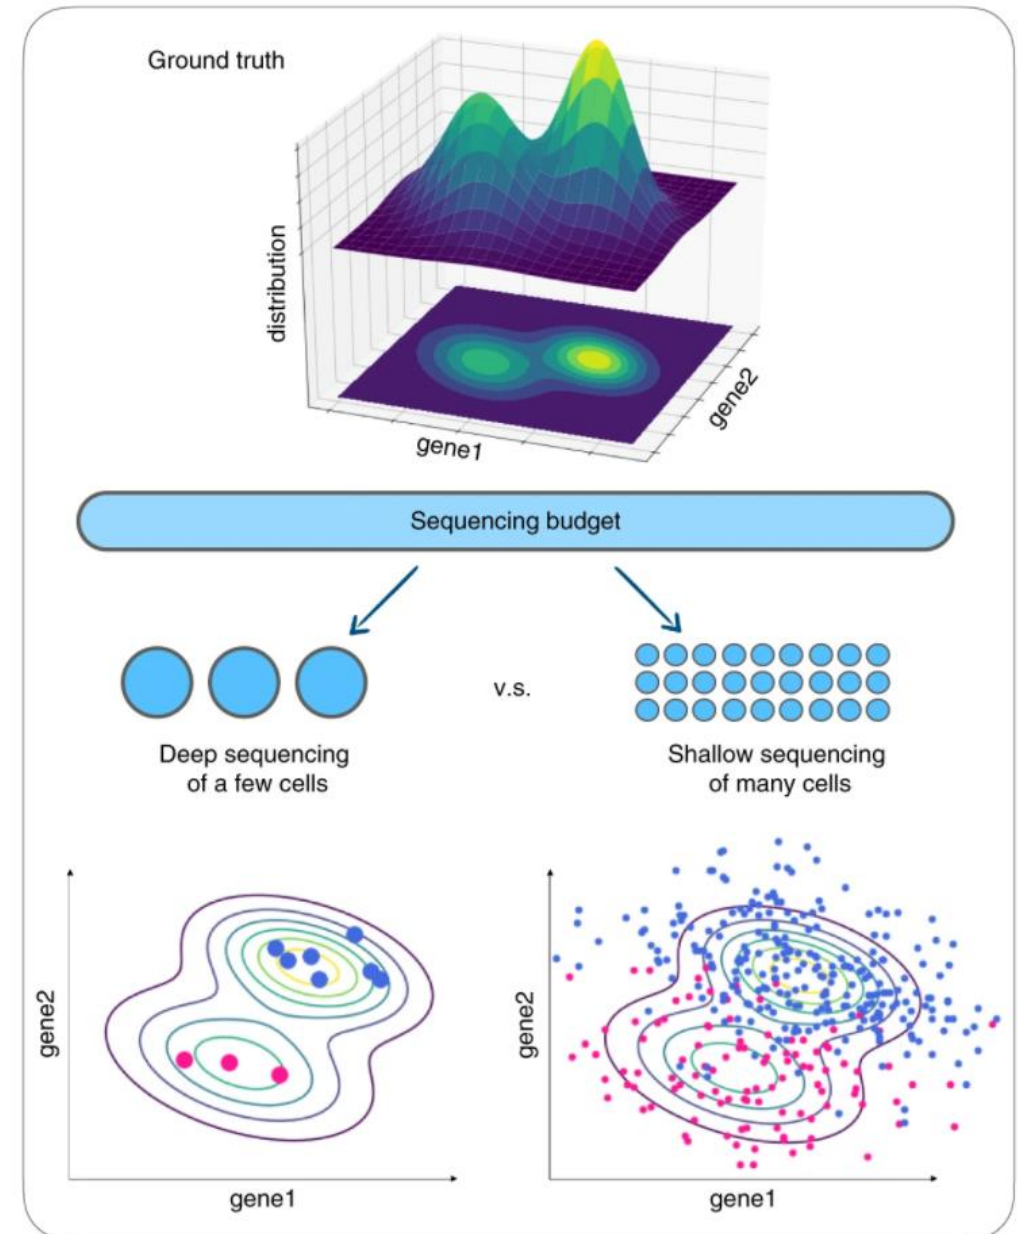 Ground truth
distribution
gene1
gene2
Sequencing budget
v.s.
Deep sequencing
of a few cells
Shallow sequencing
of many cells
gene2
gene1
gene2
gene1